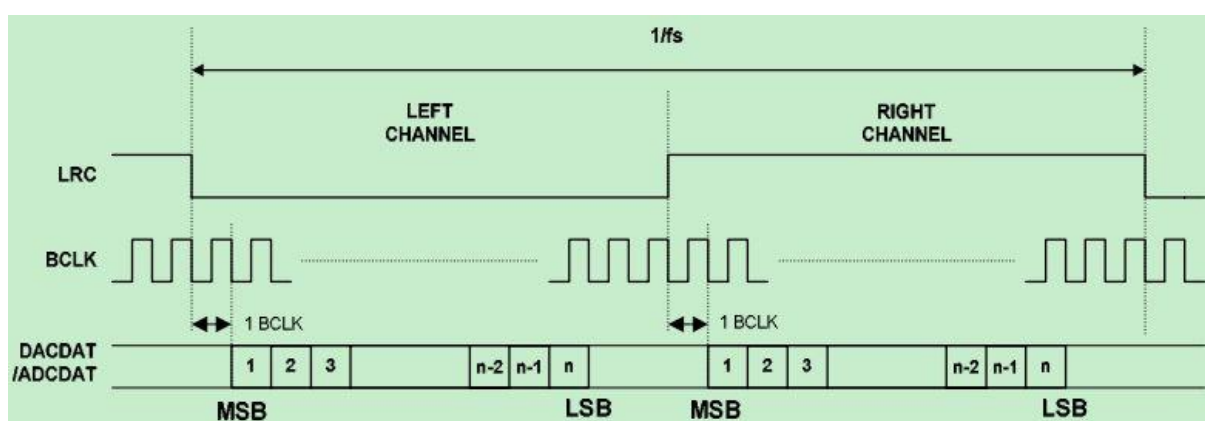 1/fs
LEFT
CHANNEL
RIGHT
CHANNEL
LRC
BCLK
1 BCLK
1 BCLK
DACDAT
/ADCDAT
1 2 3 n-2 n-1 n 1 2 3 n-2 n-1 n
MSB LSB MSB LSB